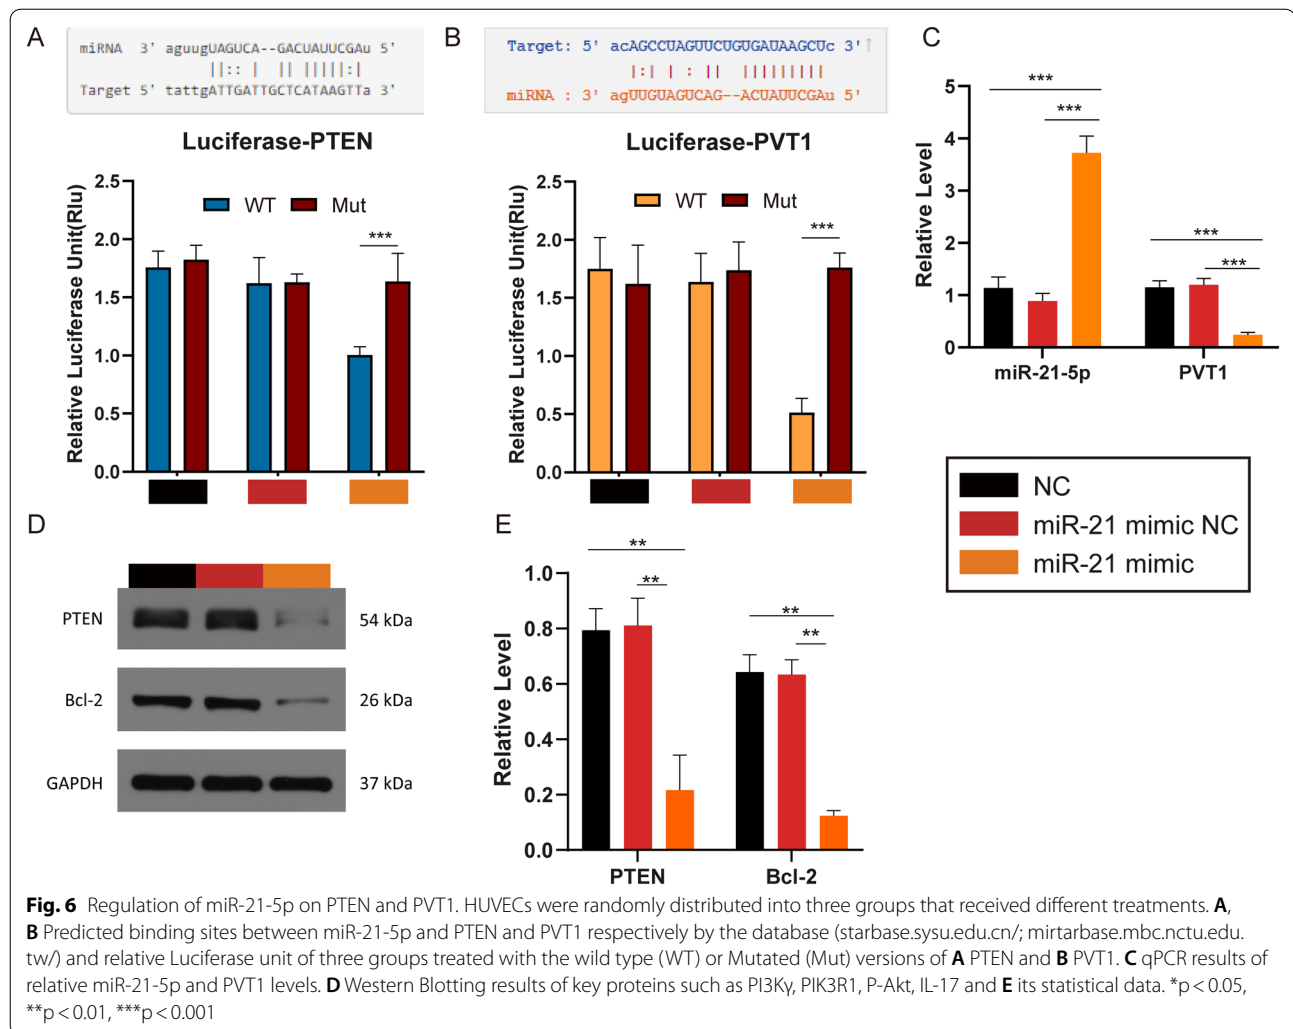 A
miRNA 3' aguugUAGUCA--GACUAUUCGAu 5'
||:: | || |||||:|
Target 5' tattgATTGATTGCTCATAAGTTa 3'
Luciferase-PTEN
Relative Luciferase Unit(Rlu)
2.5
2.0
1.5
1.0
0.5
0.0
WT Mut
***
B
Target: 5' acAGCCUAGUUCUGUGAUAAGCUc 3'↑
|:| | : || |||||||||
miRNA : 3' agUUGUAGUCAG--ACUAUUCGAu 5'
Luciferase-PVT1
Relative Luciferase Unit(Rlu)
2.5
2.0
1.5
1.0
0.5
0.0
WT Mut
***
C
Relative Level
5
4
3
2
1
0
***
***
***
***
miR-21-5p PVT1
NC
miR-21 mimic NC
miR-21 mimic
D
PTEN 54 kDa
Bcl-2 26 kDa
GAPDH 37 kDa
E
Relative Level
1.0
0.8
0.6
0.4
0.2
0.0
**
**
**
**
PTEN Bcl-2
Fig. 6 Regulation of miR-21-5p on PTEN and PVT1. HUVECs were randomly distributed into three groups that received different treatments. A,
B Predicted binding sites between miR-21-5p and PTEN and PVT1 respectively by the database (starbase.sysu.edu.cn/; mirtarbase.mbc.nctu.edu.
tw/) and relative Luciferase unit of three groups treated with the wild type (WT) or Mutated (Mut) versions of A PTEN and B PVT1. C qPCR results of
relative miR-21-5p and PVT1 levels. D Western Blotting results of key proteins such as PI3Kγ, PIK3R1, P-Akt, IL-17 and E its statistical data. *p < 0.05,
**p < 0.01, ***p < 0.001